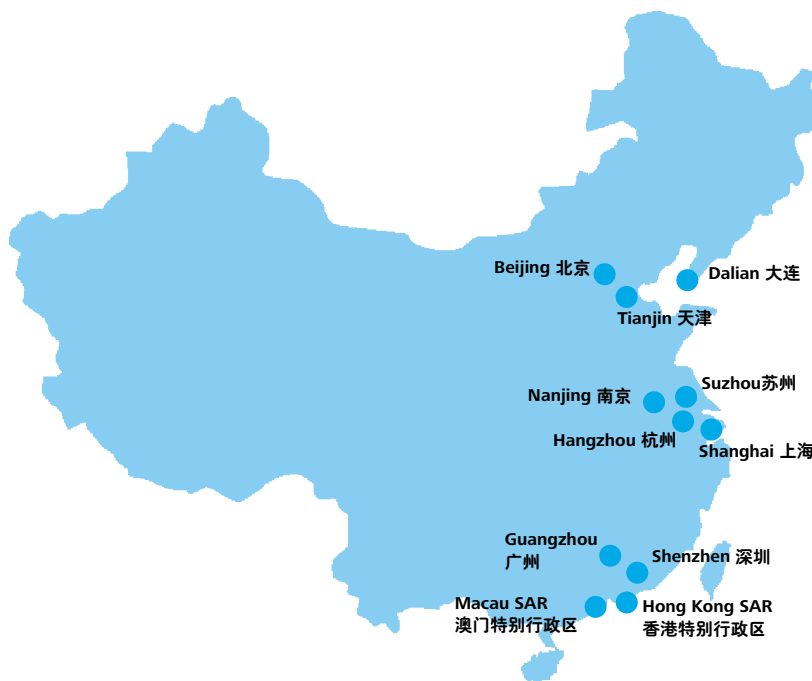 Beijing 北京
Dalian 大连
Tianjin 天津
Suzhou苏州
Nanjing 南京
Hangzhou 杭州
Shanghai 上海
Guangzhou
广州
Shenzhen 深圳
Macau SAR
澳门特别行政区
Hong Kong SAR
香港特别行政区